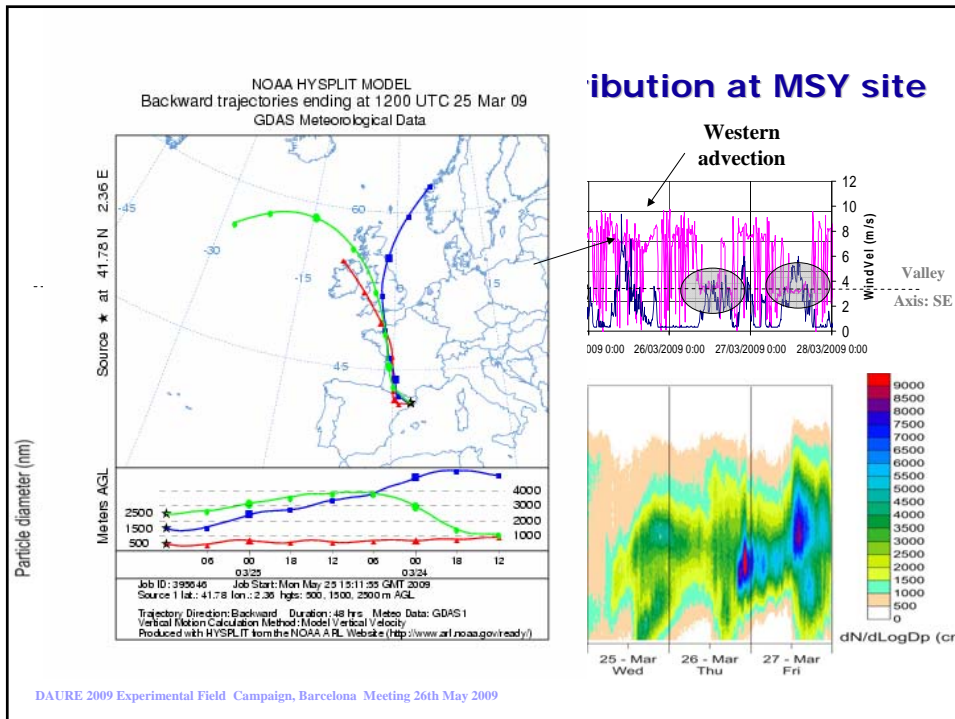 ribution at MSY site
NOAA HYSPLIT MODEL
Backward trajectories ending at 1200 UTC 25 Mar 09
GDAS Meteorological Data
Source ★ at 41.78 N 2.36 E
-45
-30
-15
0
15
60
45
Meters AGL
2500
1500
500
4000
3000
2000
1000
06 00 18 12 06 00 18 12
03/25 03/24
Job ID: 395646 Job Start: Mon May 25 15:11:55 GMT 2009
Source 1 lat.: 41.78 lon.: 2.36 hgts: 500, 1500, 2500 m AGL
Trajectory Direction: Backward Duration: 48 hrs Meteo Data: GDAS1
Vertical Motion Calculation Method: Model Vertical Velocity
Produced with HYSPLIT from the NOAA ARL Website (http://www.arl.noaa.gov/ready/)
Particle diameter (nm)
Western
advection
12
10
8
6
4
2
0
WindVel (m/s)
Valley
Axis: SE
009 0:00 26/03/2009 0:00 27/03/2009 0:00 28/03/2009 0:00
9000
8500
8000
7500
7000
6500
6000
5500
5000
4500
4000
3500
3000
2500
2000
1500
1000
500
0
dN/dLogDp (cr
25 - Mar 26 - Mar 27 - Mar
Wed Thu Fri
DAURE 2009 Experimental Field Campaign, Barcelona Meeting 26th May 2009